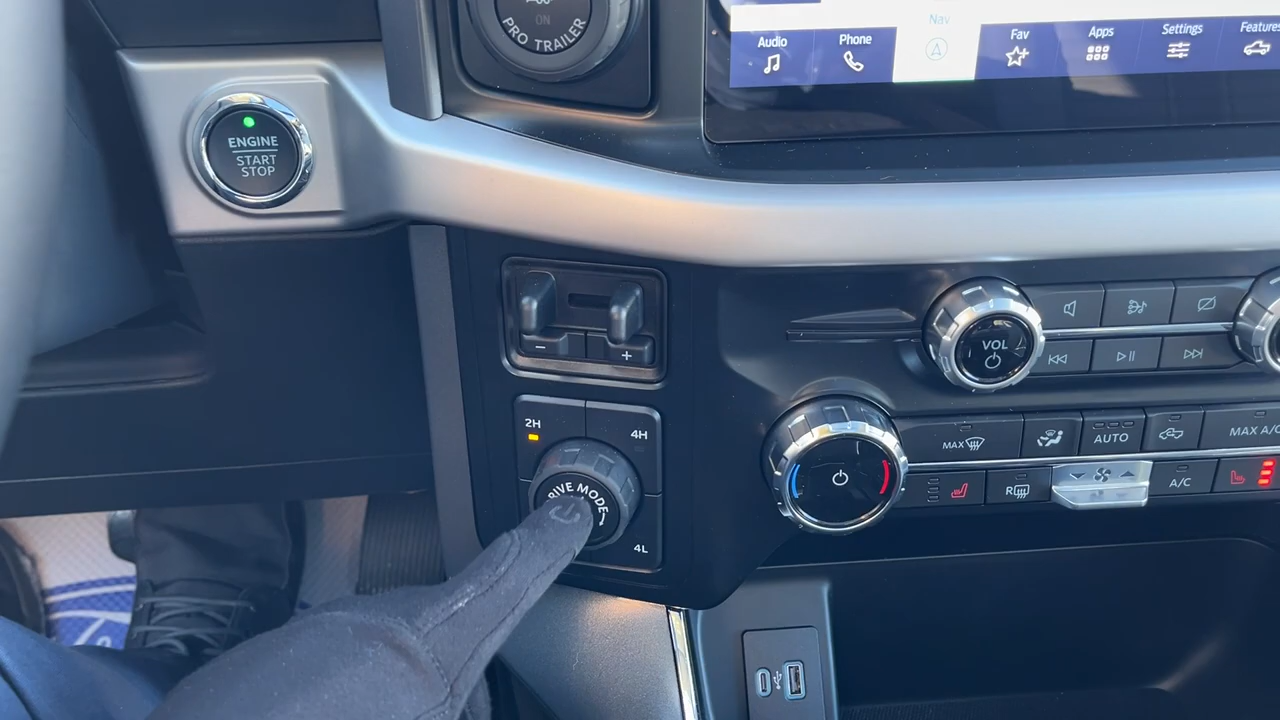 ON
PRO TRAILER
Audio
Phone
Nav
Fav
Apps
Settings
Features
ENGINE
START
STOP
−
+
VOL
2H
4H
DRIVE MODE
4L
MAX
AUTO
MAX A/C
R
A/C